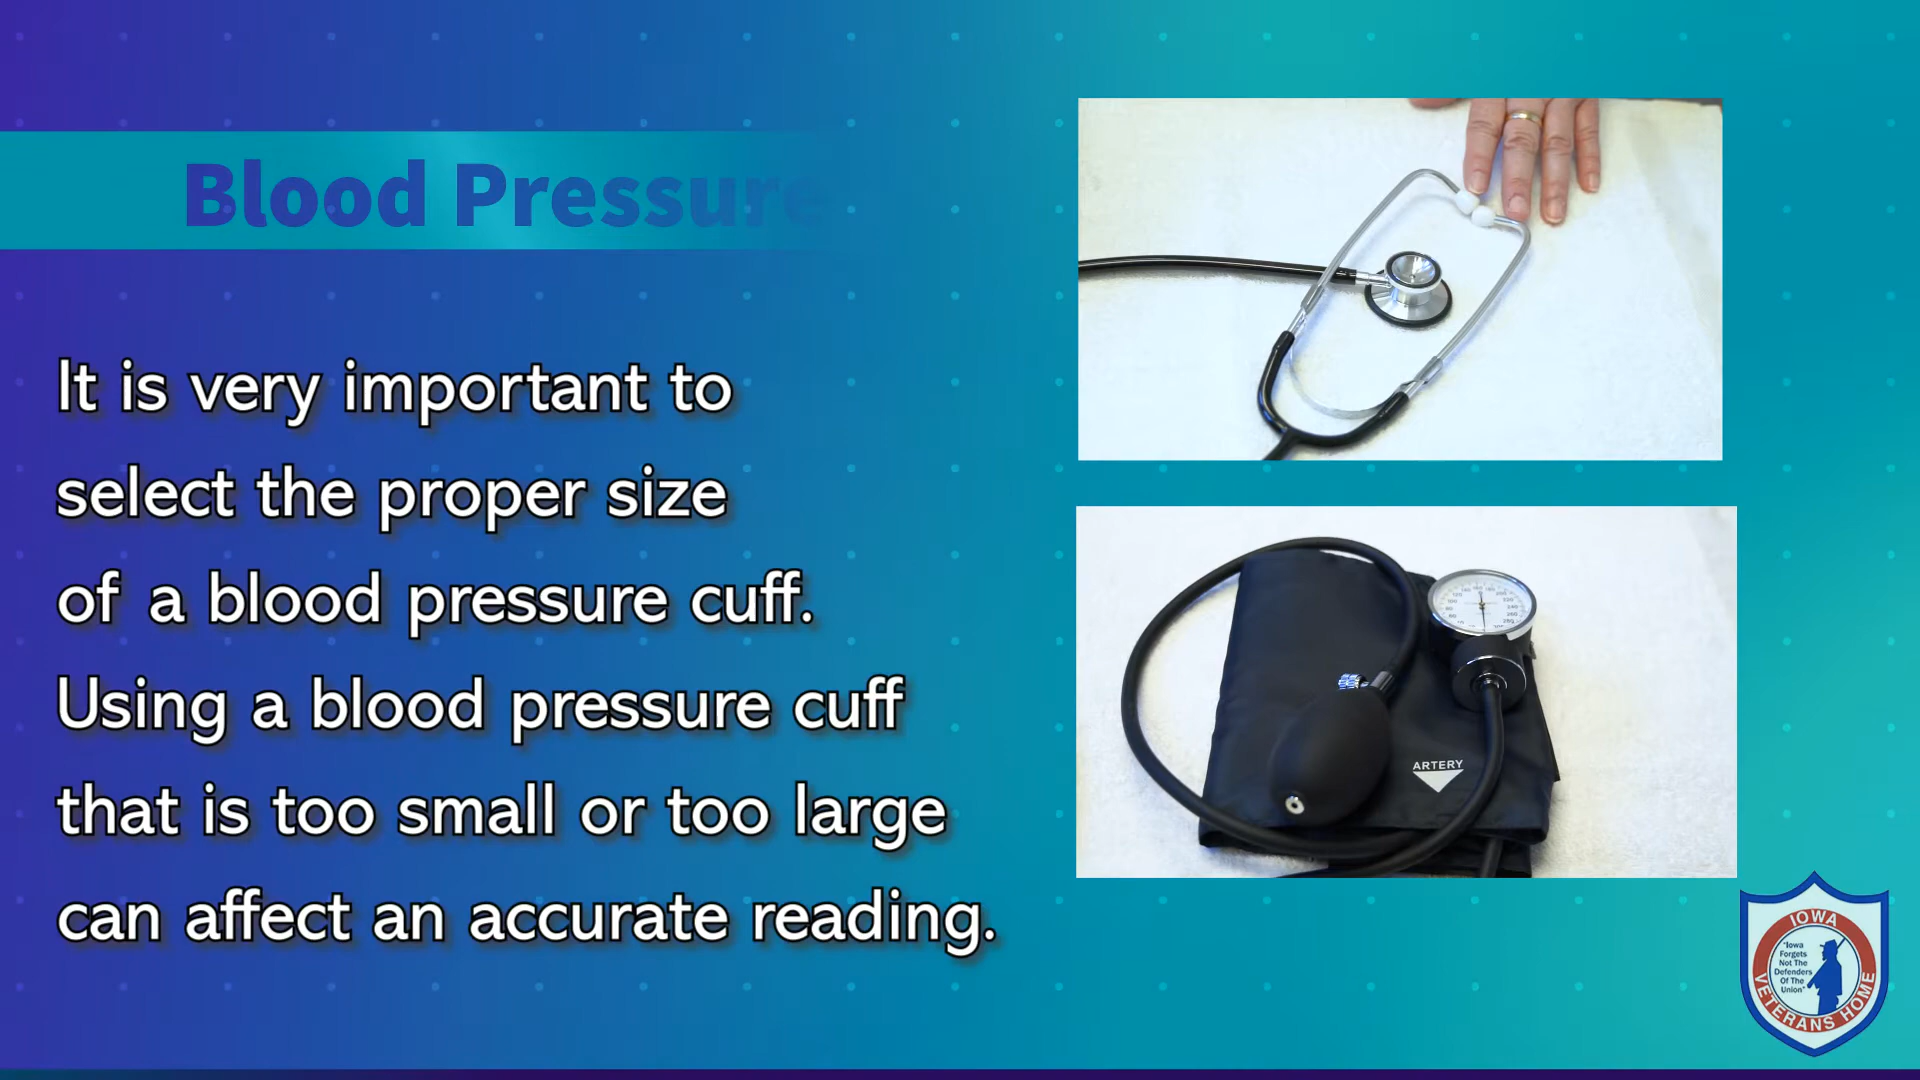 Blood Pressure
It is very important to
select the proper size
of a blood pressure cuff.
Using a blood pressure cuff
that is too small or too large
can affect an accurate reading.
ARTERY
IOWA
"Iowa
Forgets
Not The
Defenders
Of The
Union"
VETERANS HOME